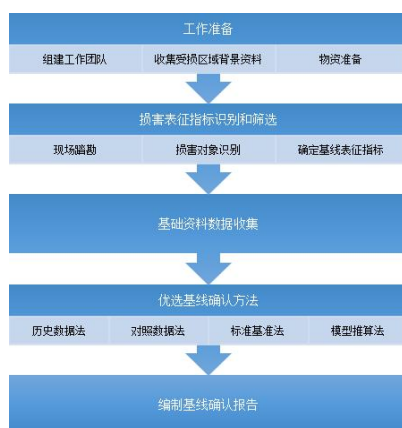 工作准备
组建工作团队 收集受损区域背景资料 物资准备
损害表征指标识别和筛选
现场踏勘 损害对象识别 确定基线表征指标
基础资料数据收集
优选基线确认方法
历史数据法 对照数据法 标准基准法 模型推算法
编制基线确认报告